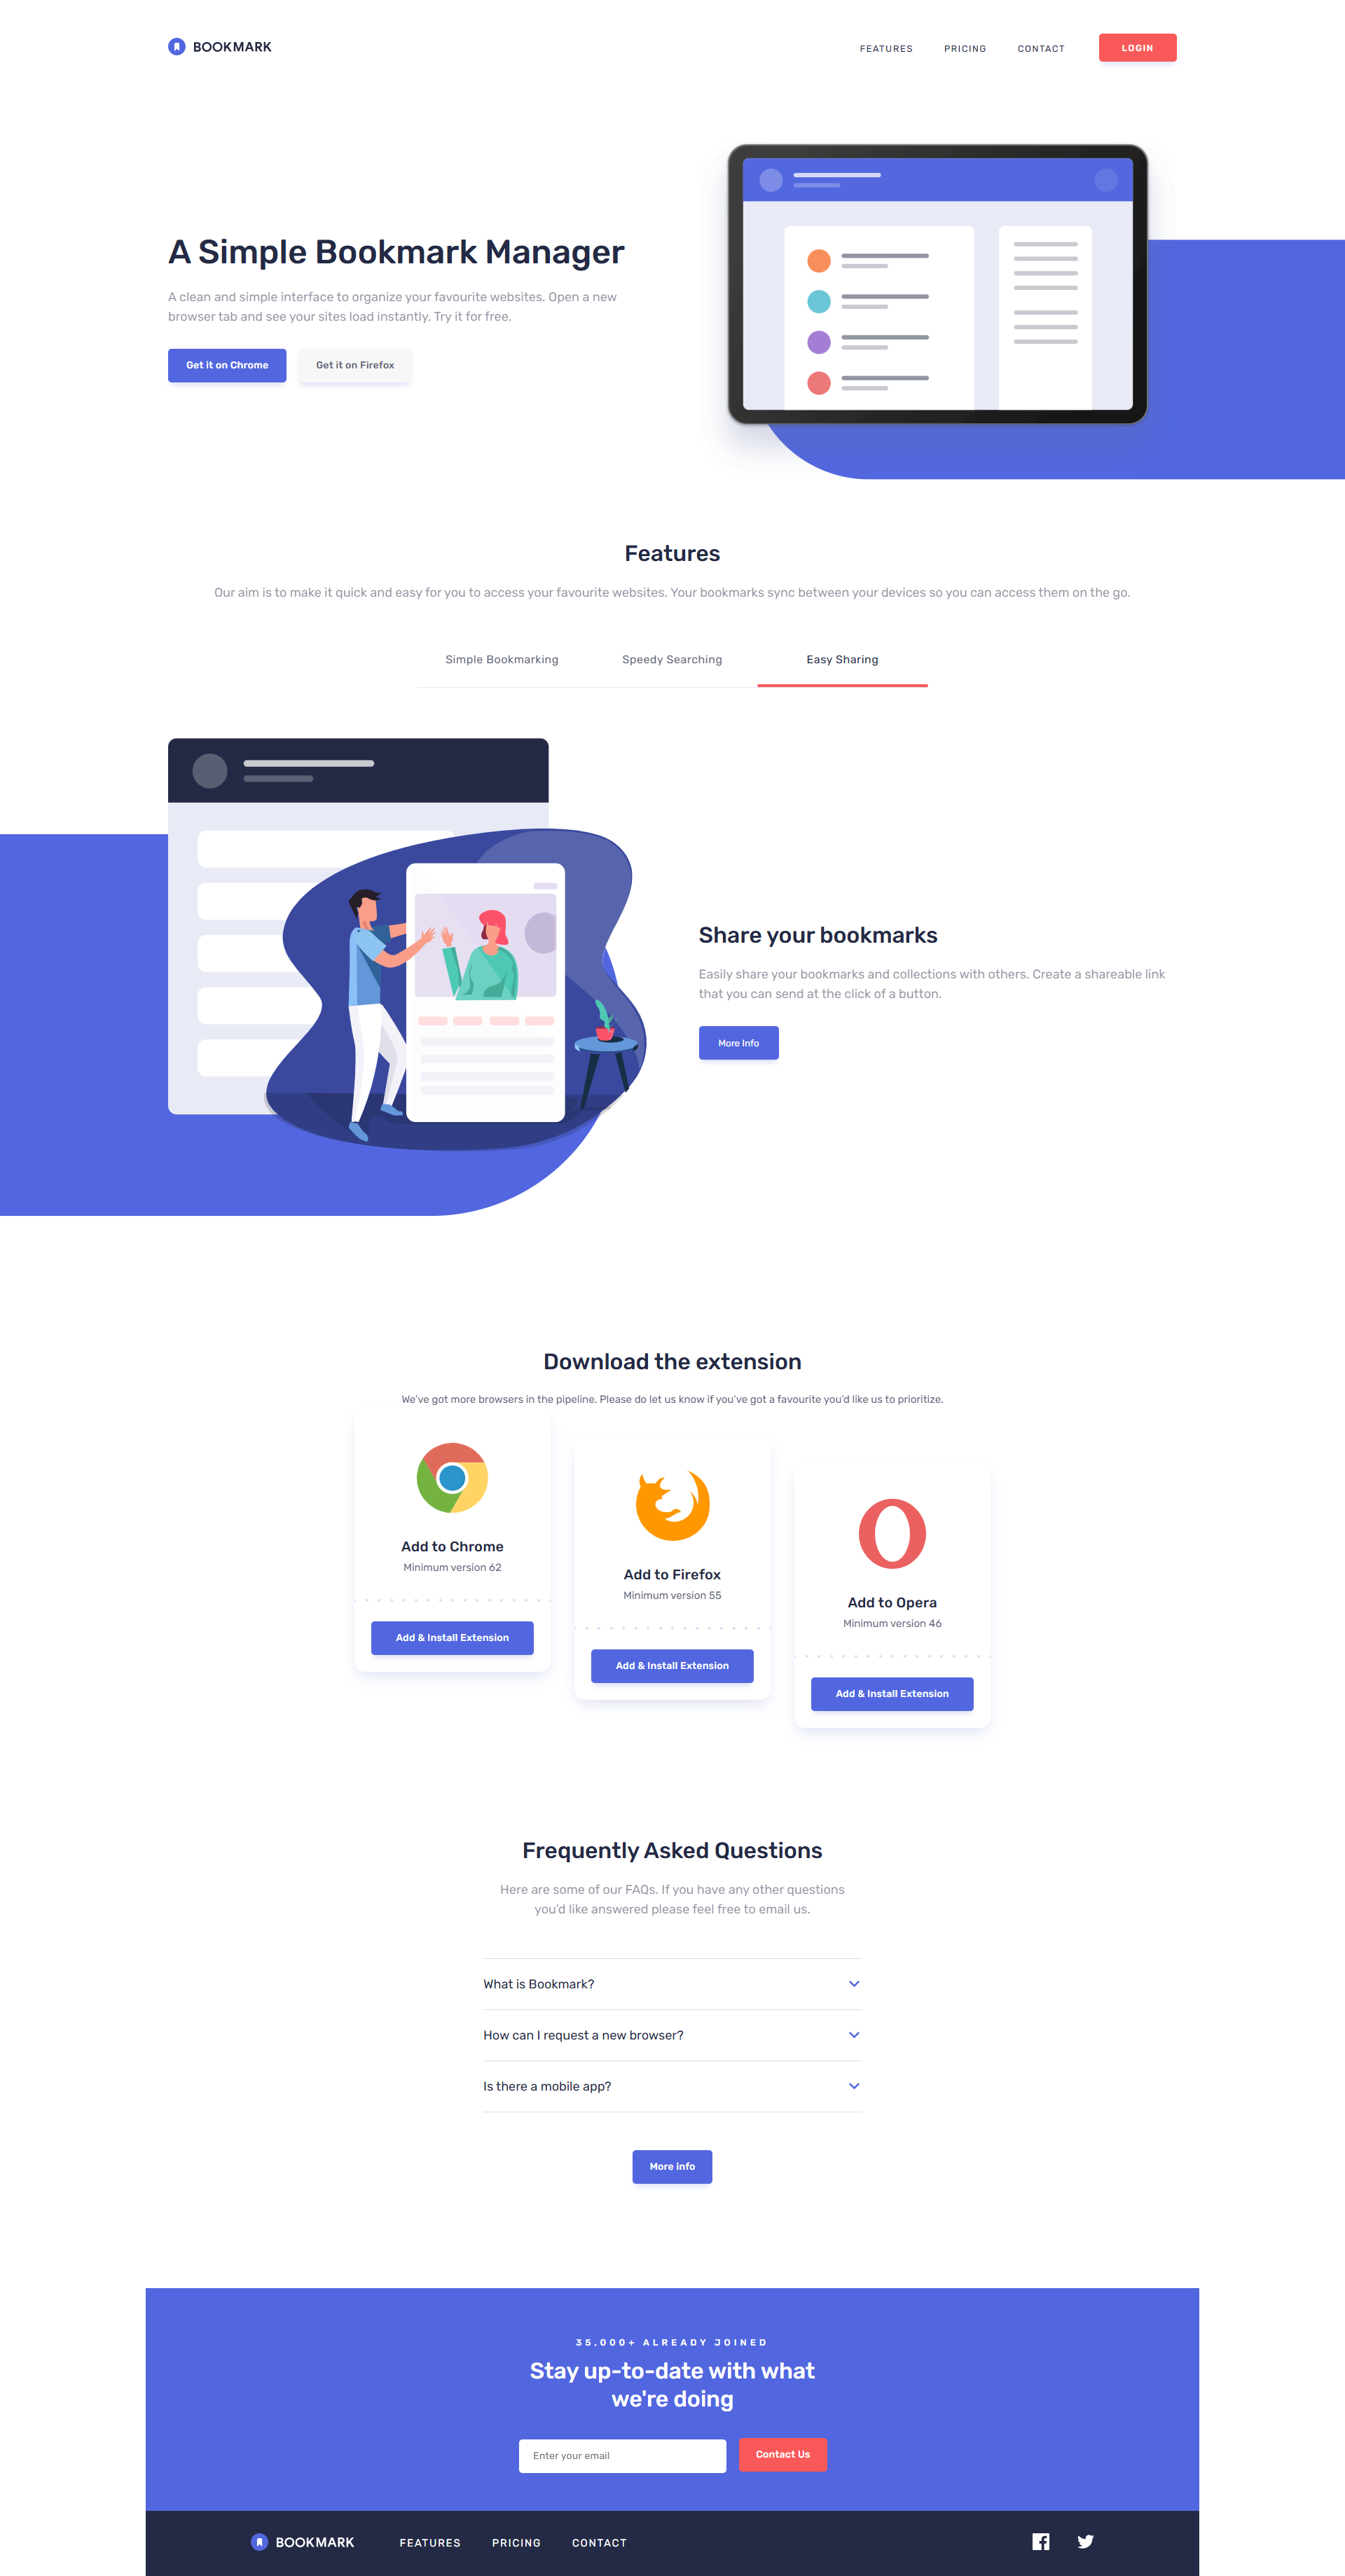 BOOKMARK
FEATURES PRICING CONTACT LOGIN
A Simple Bookmark Manager
A clean and simple interface to organize your favourite websites. Open a new
browser tab and see your sites load instantly. Try it for free.
Get it on Chrome Get it on Firefox
Features
Our aim is to make it quick and easy for you to access your favourite websites. Your bookmarks sync between your devices so you can access them on the go.
Simple Bookmarking Speedy Searching Easy Sharing
Share your bookmarks
Easily share your bookmarks and collections with others. Create a shareable link
that you can send at the click of a button.
More Info
Download the extension
We've got more browsers in the pipeline. Please do let us know if you've got a favourite you'd like us to prioritize.
Add to Chrome
Minimum version 62
Add & Install Extension
Add to Firefox
Minimum version 55
Add & Install Extension
Add to Opera
Minimum version 46
Add & Install Extension
Frequently Asked Questions
Here are some of our FAQs. If you have any other questions
you'd like answered please feel free to email us.
What is Bookmark?
How can I request a new browser?
Is there a mobile app?
More info
35,000+ ALREADY JOINED
Stay up-to-date with what
we're doing
Enter your email Contact Us
BOOKMARK FEATURES PRICING CONTACT